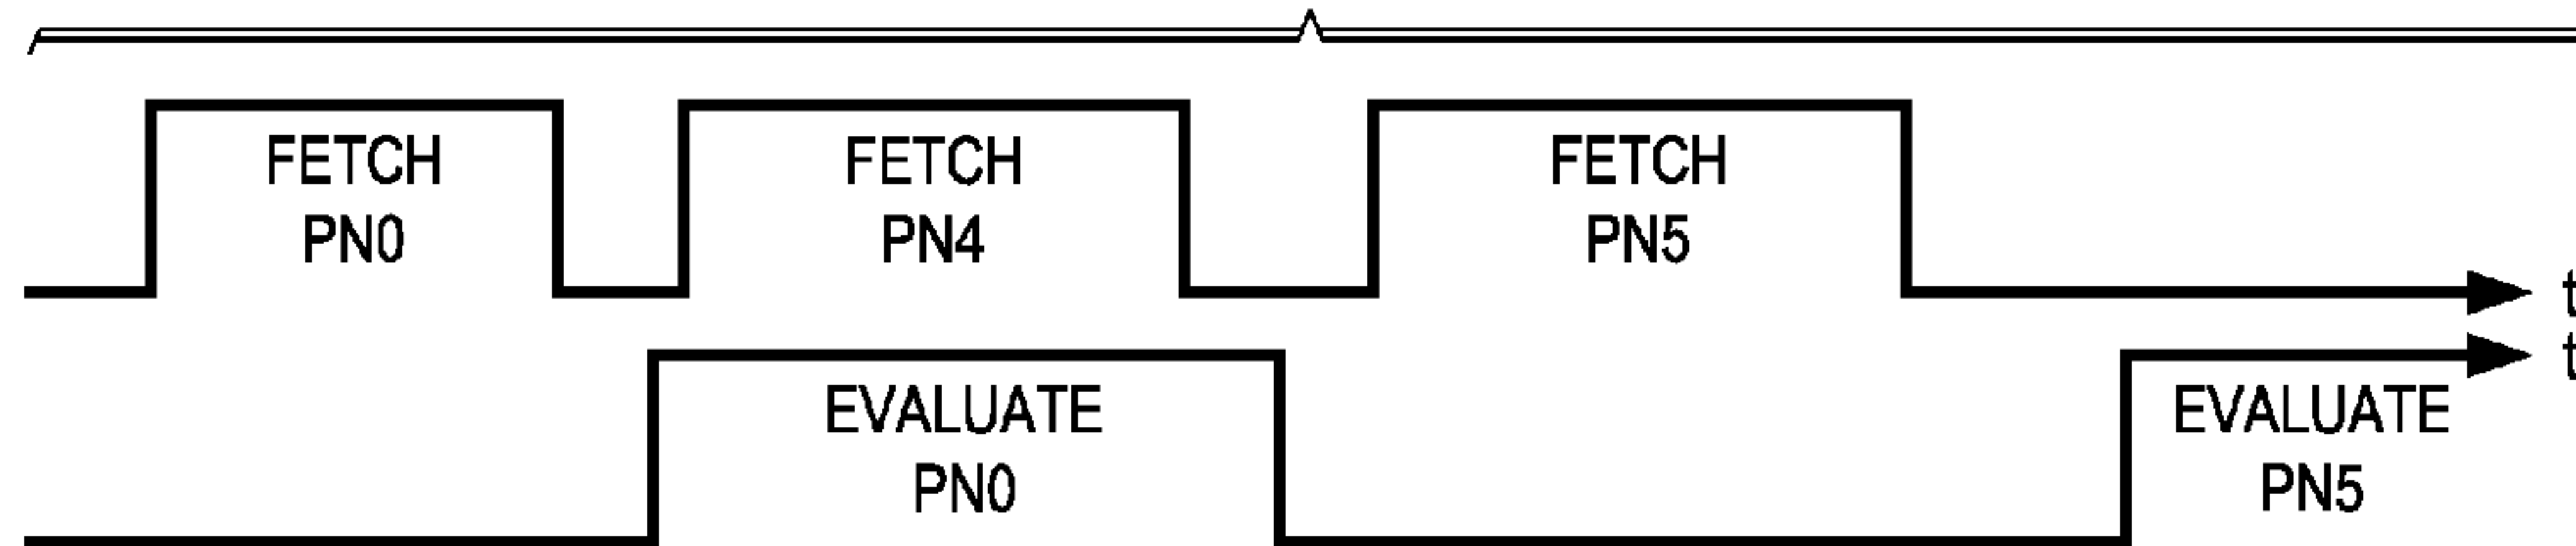 FETCH
PN0
FETCH
PN4
FETCH
PN5
t
t
EVALUATE
PN0
EVALUATE
PN5